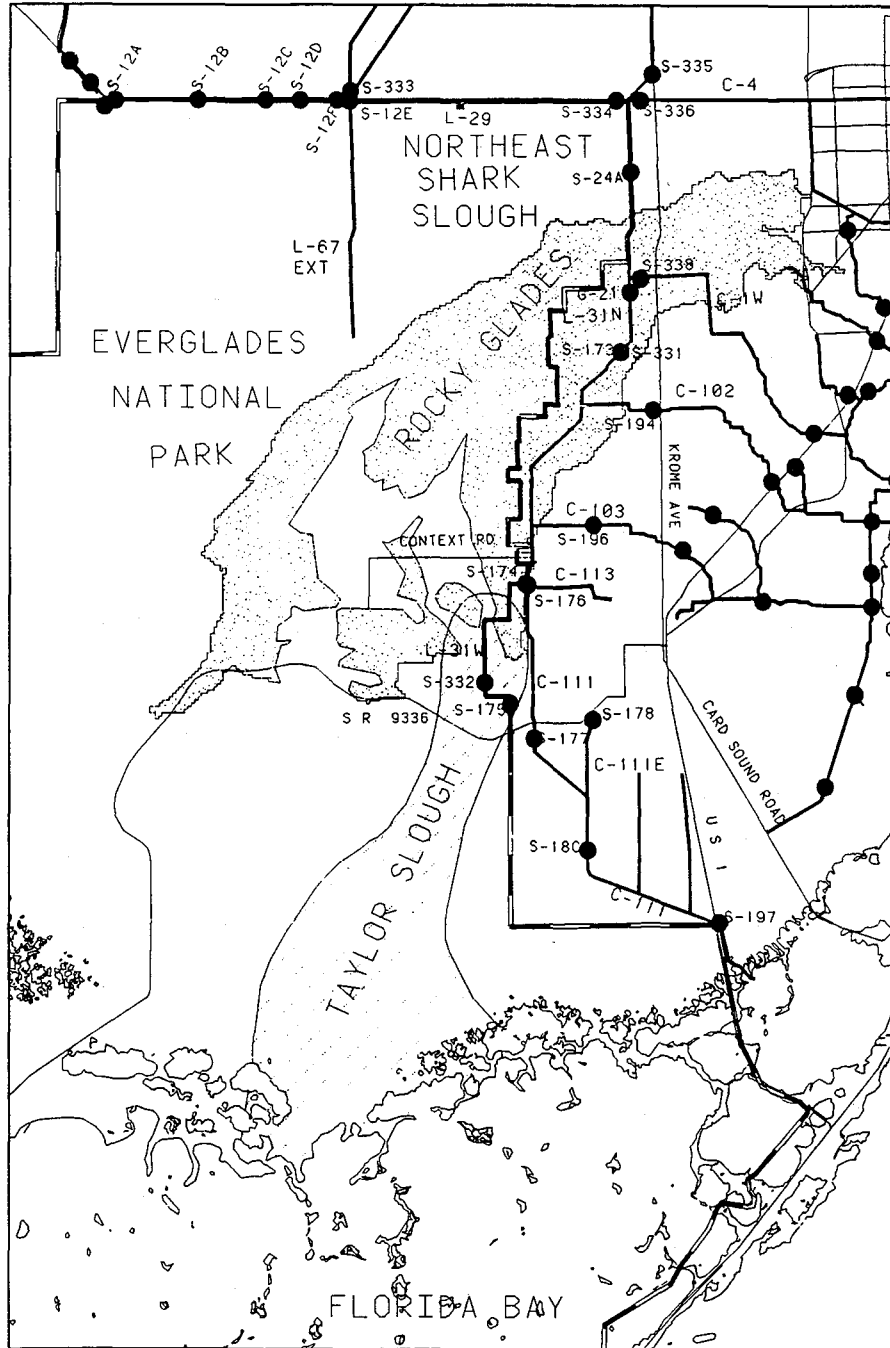 S-12A
S-12B
S-12C
S-12D
S-333
S-335
S-12F
S-12E
L-29
S-334
S-336
C-4
NORTHEAST
SHARK
SLOUGH
S-24A
L-67
EXT
S-338
G-211
C-1W
L-31N
ROCKY GLADES
EVERGLADES
NATIONAL
PARK
S-173
S-331
C-102
S-194
KROME AVE
C-103
S-196
CONTEXT RD
S-174
C-113
S-176
L-31W
S-332
C-111
S-175
S R 9336
S-178
S-177
CARD SOUND ROAD
C-111E
US 1
TAYLOR SLOUGH
S-18C
C-111
S-197
FLORIDA BAY